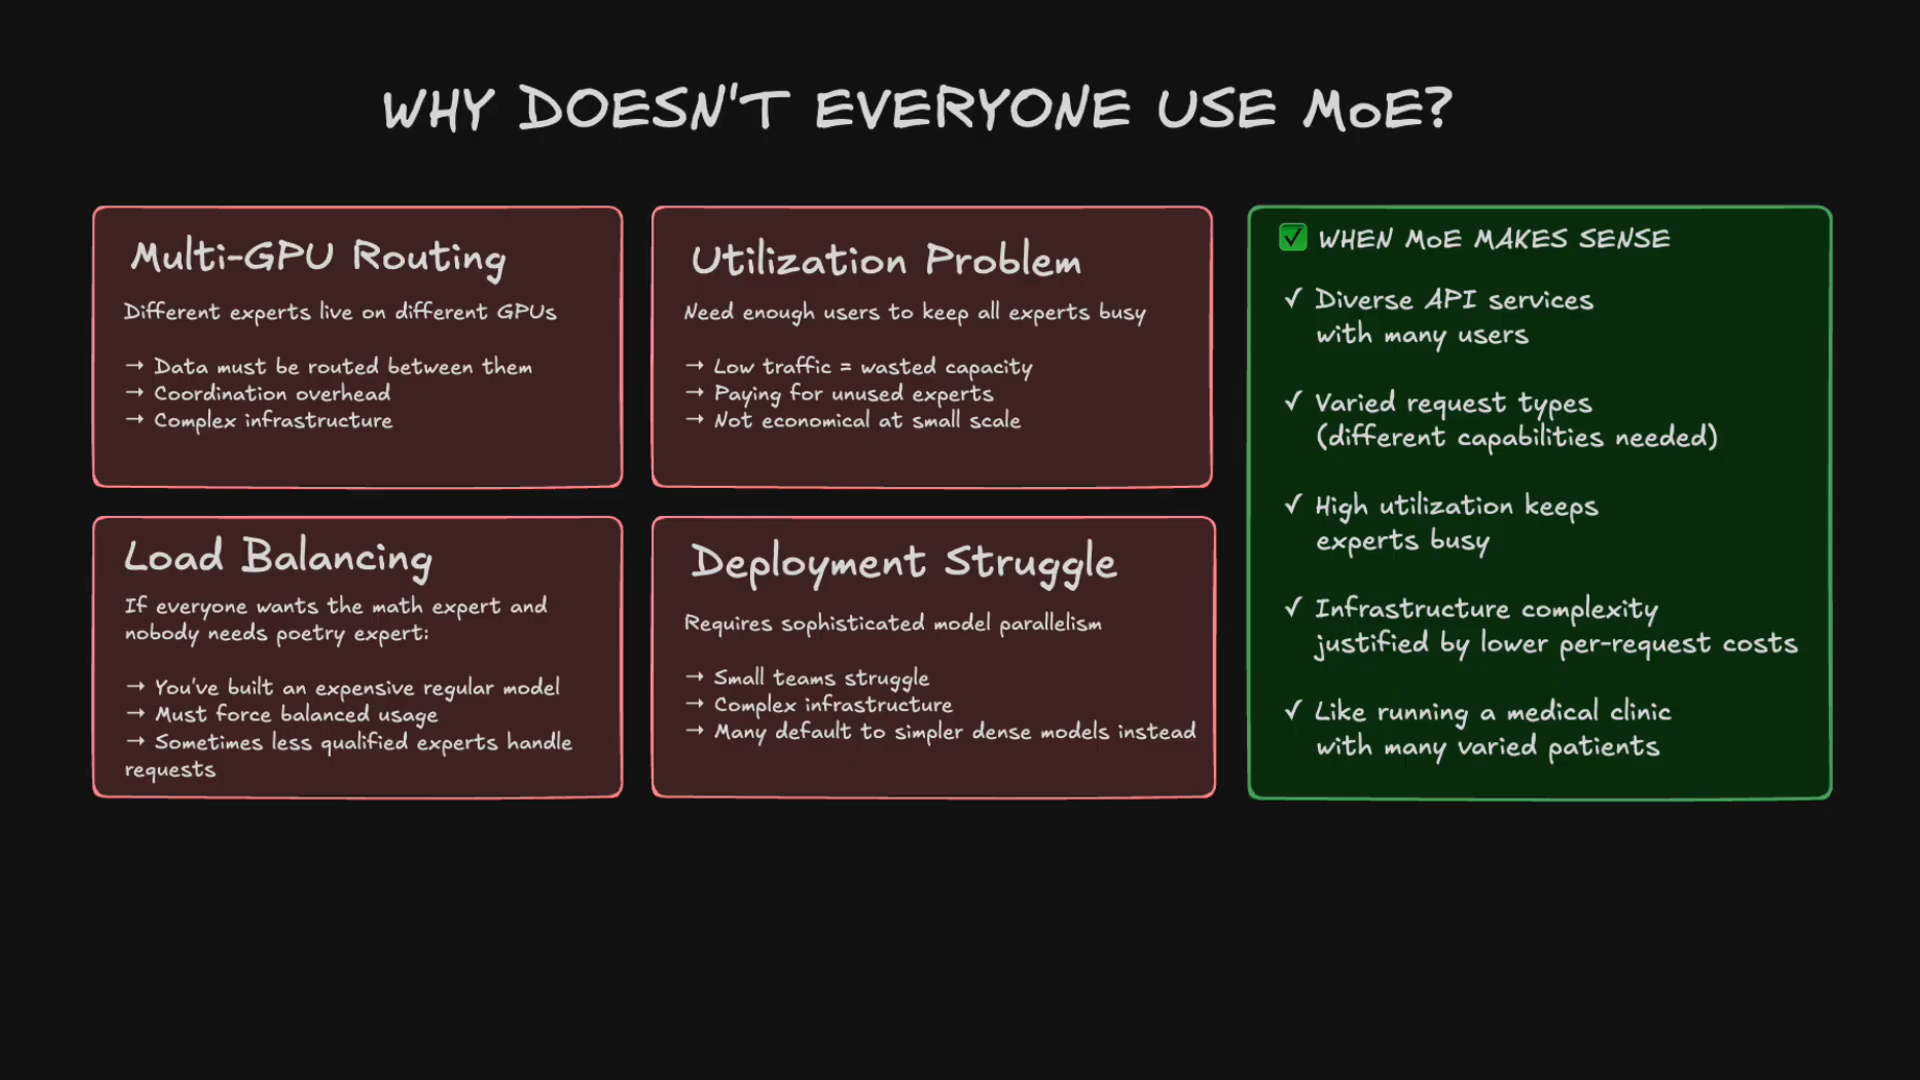 WHY DOESN'T EVERYONE USE MoE?
Multi-GPU Routing
Different experts live on different GPUs
→ Data must be routed between them
→ Coordination overhead
→ Complex infrastructure
Utilization Problem
Need enough users to keep all experts busy
→ Low traffic = wasted capacity
→ Paying for unused experts
→ Not economical at small scale
Load Balancing
If everyone wants the math expert and
nobody needs poetry expert:
→ You've built an expensive regular model
→ Must force balanced usage
→ Sometimes less qualified experts handle
requests
Deployment Struggle
Requires sophisticated model parallelism
→ Small teams struggle
→ Complex infrastructure
→ Many default to simpler dense models instead
✅ WHEN MoE MAKES SENSE
✓ Diverse API services
with many users
✓ Varied request types
(different capabilities needed)
✓ High utilization keeps
experts busy
✓ Infrastructure complexity
justified by lower per-request costs
✓ Like running a medical clinic
with many varied patients